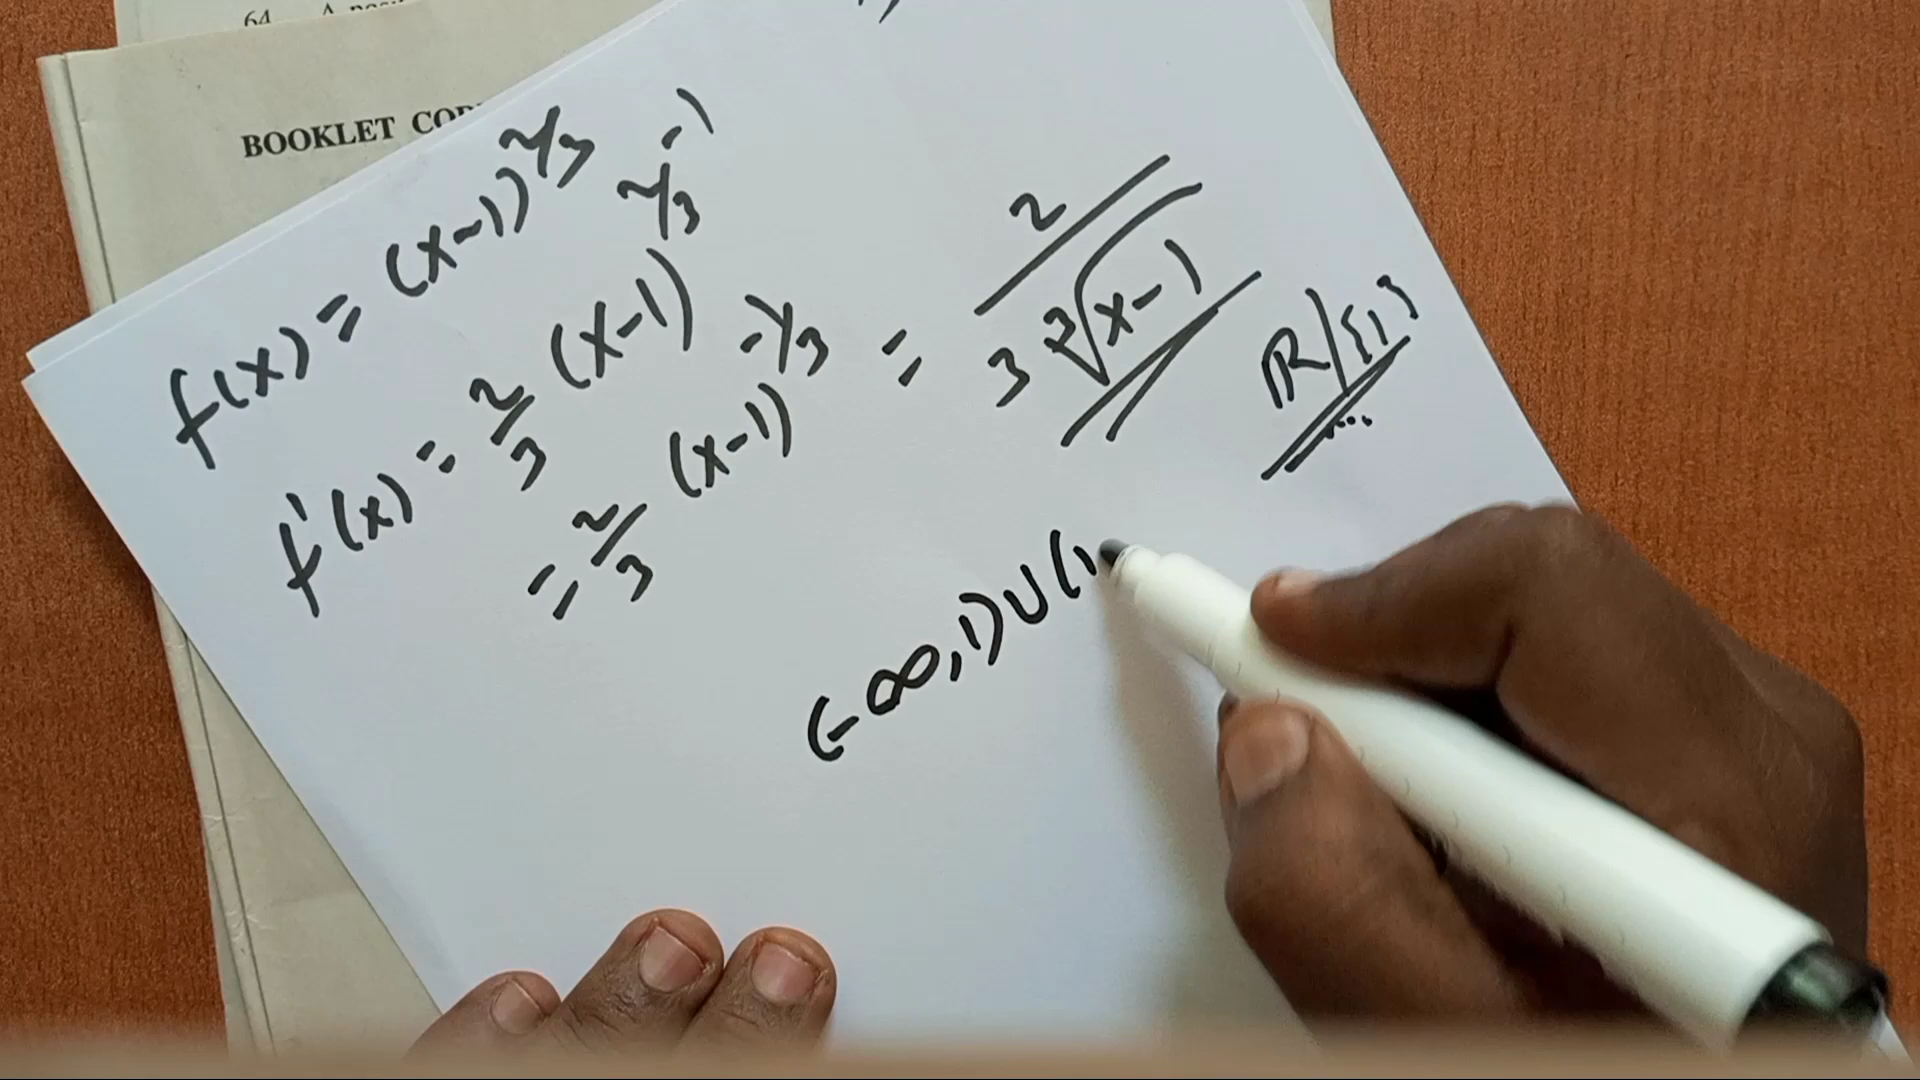 64. A
BOOKLET
f(x) = (x-1)^2/3
f'(x) = 2/3 (x-1)^2/3 -1
= 2/3 (x-1)^-1/3 = 2/3∛x-1
ℝ/{1}
(-∞,1)∪(1